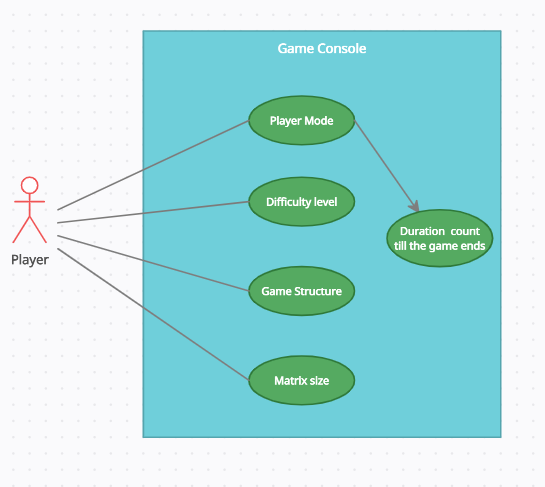 Game Console
Player Mode
Difficulty level
Duration count
till the game ends
Player
Game Structure
Matrix size